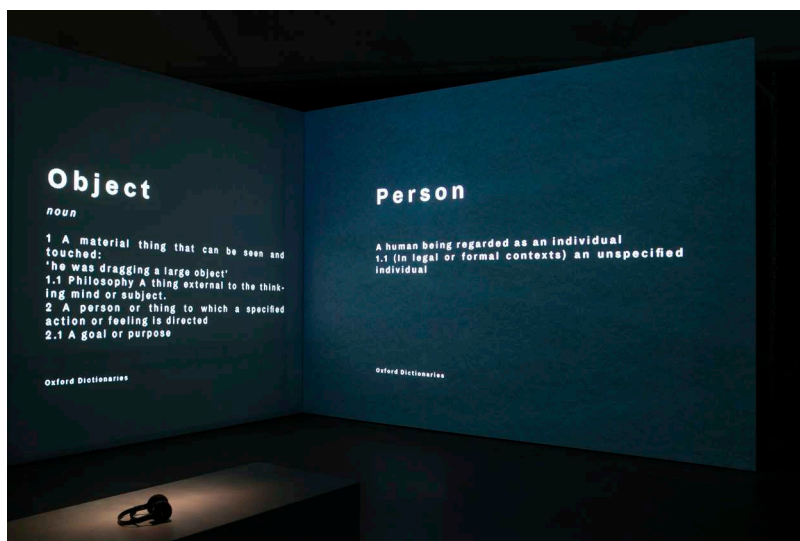 Object
noun
1 A material thing that can be seen and
touched:
'he was dragging a large object'
1.1 Philosophy A thing external to the think-
ing mind or subject.
2 A person or thing to which a specified
action or feeling is directed
2.1 A goal or purpose
Oxford Dictionaries
Person
A human being regarded as an individual
1.1 (In legal or formal contexts) an unspecified
individual
Oxford Dictionaries